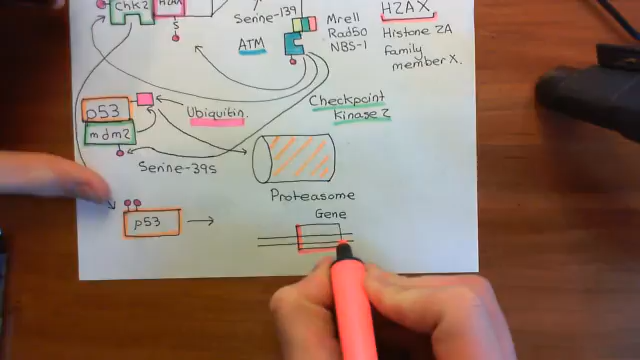 Chk2
H2AX
S
Serine-139
ATM
Mre11
Rad50
NBS-1
H2AX
Histone 2A
family
member X.
p53
mdm2
Ubiquitin.
Checkpoint
kinase 2
Serine-395
Proteasome
p53
Gene